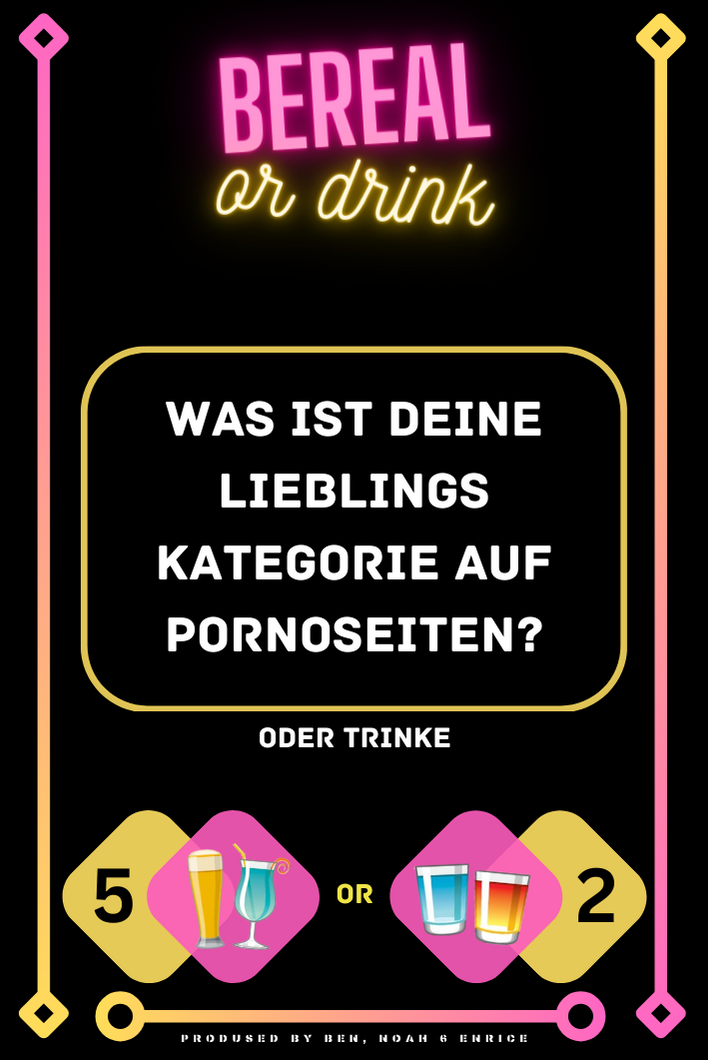 BEREAL
or drink
WAS IST DEINE
LIEBLINGS
KATEGORIE AUF
PORNOSEITEN?
ODER TRINKE
5 OR 2
PRODUSED BY BEN, NOAH & ENRICE